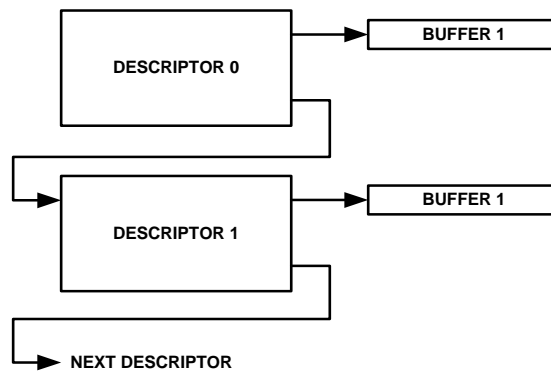 BUFFER 1
DESCRIPTOR 0
BUFFER 1
DESCRIPTOR 1
NEXT DESCRIPTOR